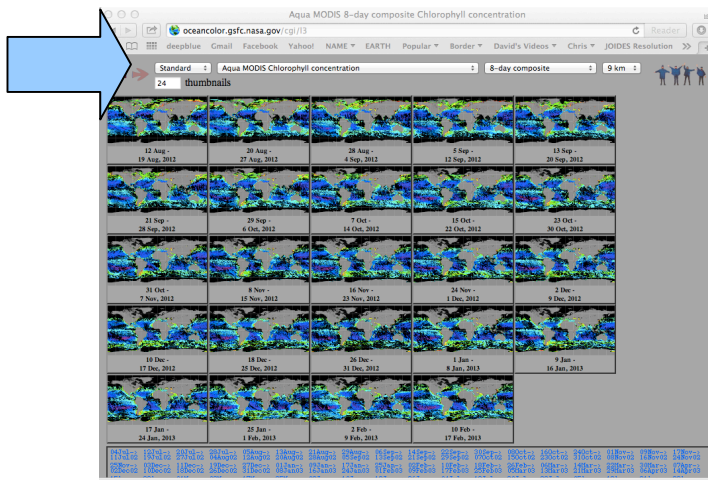 Aqua MODIS 8-day composite Chlorophyll concentration
oceancolor.gsfc.nasa.gov/cgi/l3
Reader
deepblue Gmail Facebook Yahoo! NAME EARTH Popular Border David's Videos Chris JOIDES Resolution
Standard Aqua MODIS Chlorophyll concentration 8-day composite 9 km
24 thumbnails
12 Aug - 20 Aug - 28 Aug - 5 Sep - 13 Sep -
19 Aug, 2012 27 Aug, 2012 4 Sep, 2012 12 Sep, 2012 20 Sep, 2012
21 Sep - 29 Sep - 7 Oct - 15 Oct - 23 Oct -
28 Sep, 2012 6 Oct, 2012 14 Oct, 2012 22 Oct, 2012 30 Oct, 2012
31 Oct - 8 Nov - 16 Nov - 24 Nov - 2 Dec -
7 Nov, 2012 15 Nov, 2012 23 Nov, 2012 1 Dec, 2012 9 Dec, 2012
10 Dec - 18 Dec - 26 Dec - 1 Jan - 9 Jan -
17 Dec, 2012 25 Dec, 2012 31 Dec, 2012 8 Jan, 2013 16 Jan, 2013
17 Jan - 25 Jan - 2 Feb - 10 Feb -
24 Jan, 2013 1 Feb, 2013 9 Feb, 2013 17 Feb, 2013